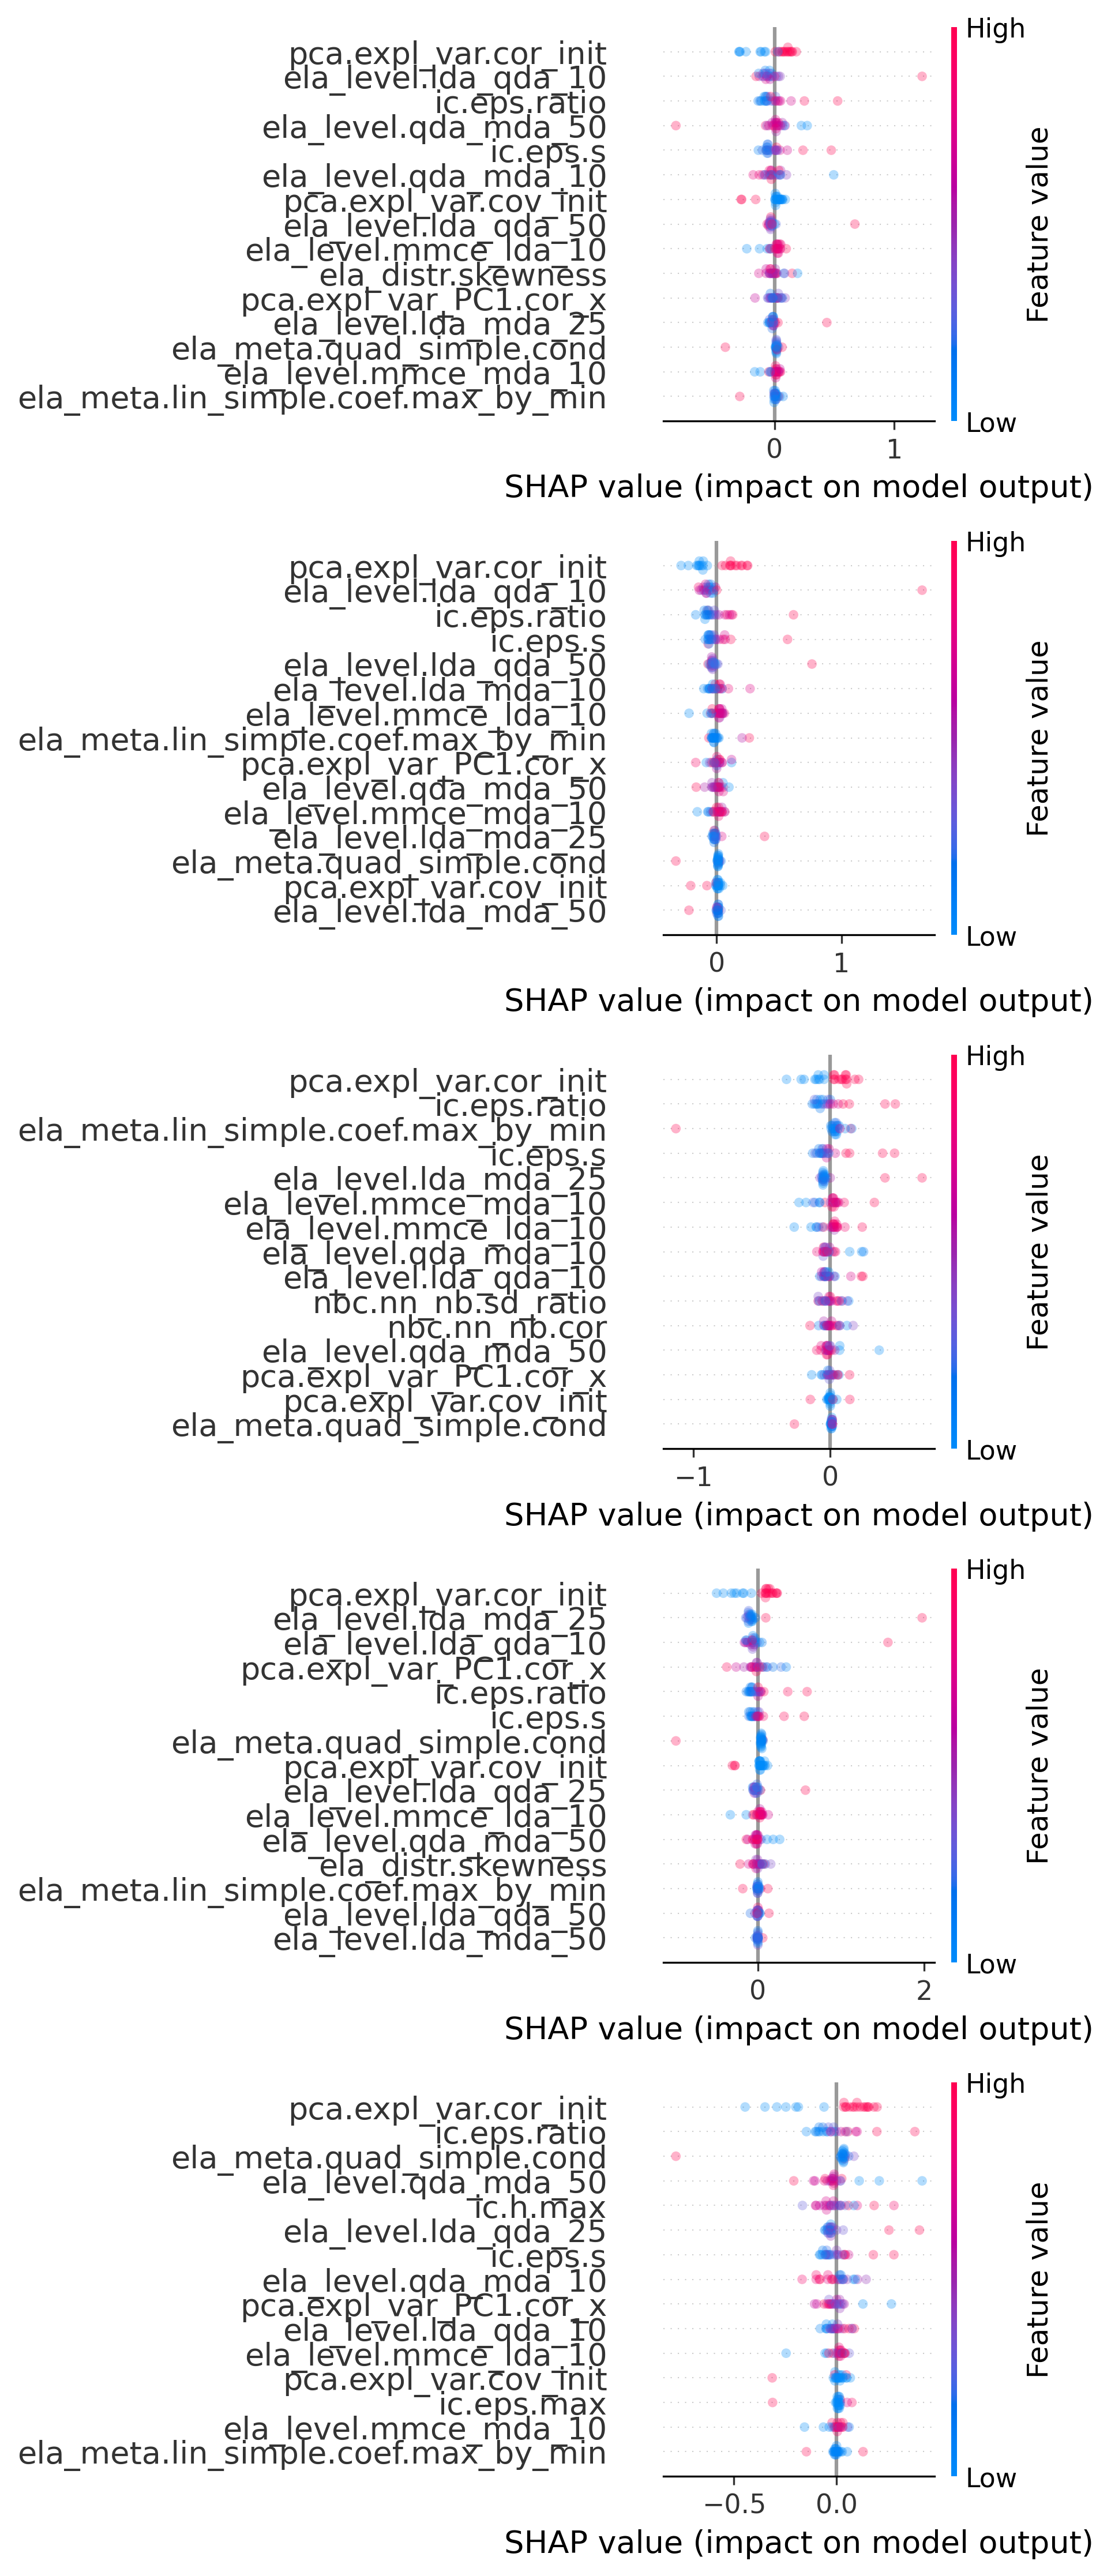 High
pca.expl_var.cor_init
ela_level.lda_qda_10
ic.eps.ratio
ela_level.qda_mda_50
ic.eps.s
ela_level.qda_mda_10
pca.expl_var.cov_init
ela_level.lda_qda_50
ela_level.mmce_lda_10
ela_distr.skewness
pca.expl_var_PC1.cor_x
ela_level.lda_mda_25
ela_meta.quad_simple.cond
ela_level.mmce_mda_10
ela_meta.lin_simple.coef.max_by_min
Feature value
Low
0 1
SHAP value (impact on model output)
High
pca.expl_var.cor_init
ela_level.lda_qda_10
ic.eps.ratio
ic.eps.s
ela_level.lda_qda_50
ela_level.lda_mda_10
ela_level.mmce_lda_10
ela_meta.lin_simple.coef.max_by_min
pca.expl_var_PC1.cor_x
ela_level.qda_mda_50
ela_level.mmce_mda_10
ela_level.lda_mda_25
ela_meta.quad_simple.cond
pca.expl_var.cov_init
ela_level.lda_mda_50
Feature value
Low
0 1
SHAP value (impact on model output)
High
pca.expl_var.cor_init
ic.eps.ratio
ela_meta.lin_simple.coef.max_by_min
ic.eps.s
ela_level.lda_mda_25
ela_level.mmce_mda_10
ela_level.mmce_lda_10
ela_level.qda_mda_10
ela_level.lda_qda_10
nbc.nn_nb.sd_ratio
nbc.nn_nb.cor
ela_level.qda_mda_50
pca.expl_var_PC1.cor_x
pca.expl_var.cov_init
ela_meta.quad_simple.cond
Feature value
Low
−1 0
SHAP value (impact on model output)
High
pca.expl_var.cor_init
ela_level.lda_mda_25
ela_level.lda_qda_10
pca.expl_var_PC1.cor_x
ic.eps.ratio
ic.eps.s
ela_meta.quad_simple.cond
pca.expl_var.cov_init
ela_level.lda_qda_25
ela_level.mmce_lda_10
ela_level.qda_mda_50
ela_distr.skewness
ela_meta.lin_simple.coef.max_by_min
ela_level.lda_qda_50
ela_level.lda_mda_50
Feature value
Low
0 2
SHAP value (impact on model output)
High
pca.expl_var.cor_init
ic.eps.ratio
ela_meta.quad_simple.cond
ela_level.qda_mda_50
ic.h.max
ela_level.lda_qda_25
ic.eps.s
ela_level.qda_mda_10
pca.expl_var_PC1.cor_x
ela_level.lda_qda_10
ela_level.mmce_lda_10
pca.expl_var.cov_init
ic.eps.max
ela_level.mmce_mda_10
ela_meta.lin_simple.coef.max_by_min
Feature value
Low
−0.5 0.0
SHAP value (impact on model output)